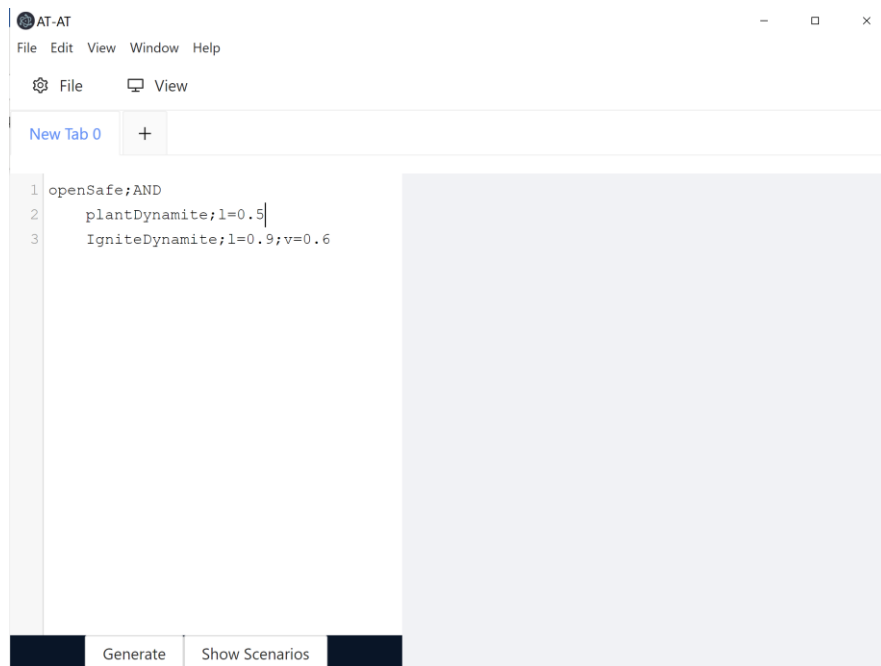 AT-AT
File Edit View Window Help
File View
New Tab 0 +
1 openSafe;AND
2 plantDynamite;l=0.5
3 IgniteDynamite;l=0.9;v=0.6
Generate Show Scenarios